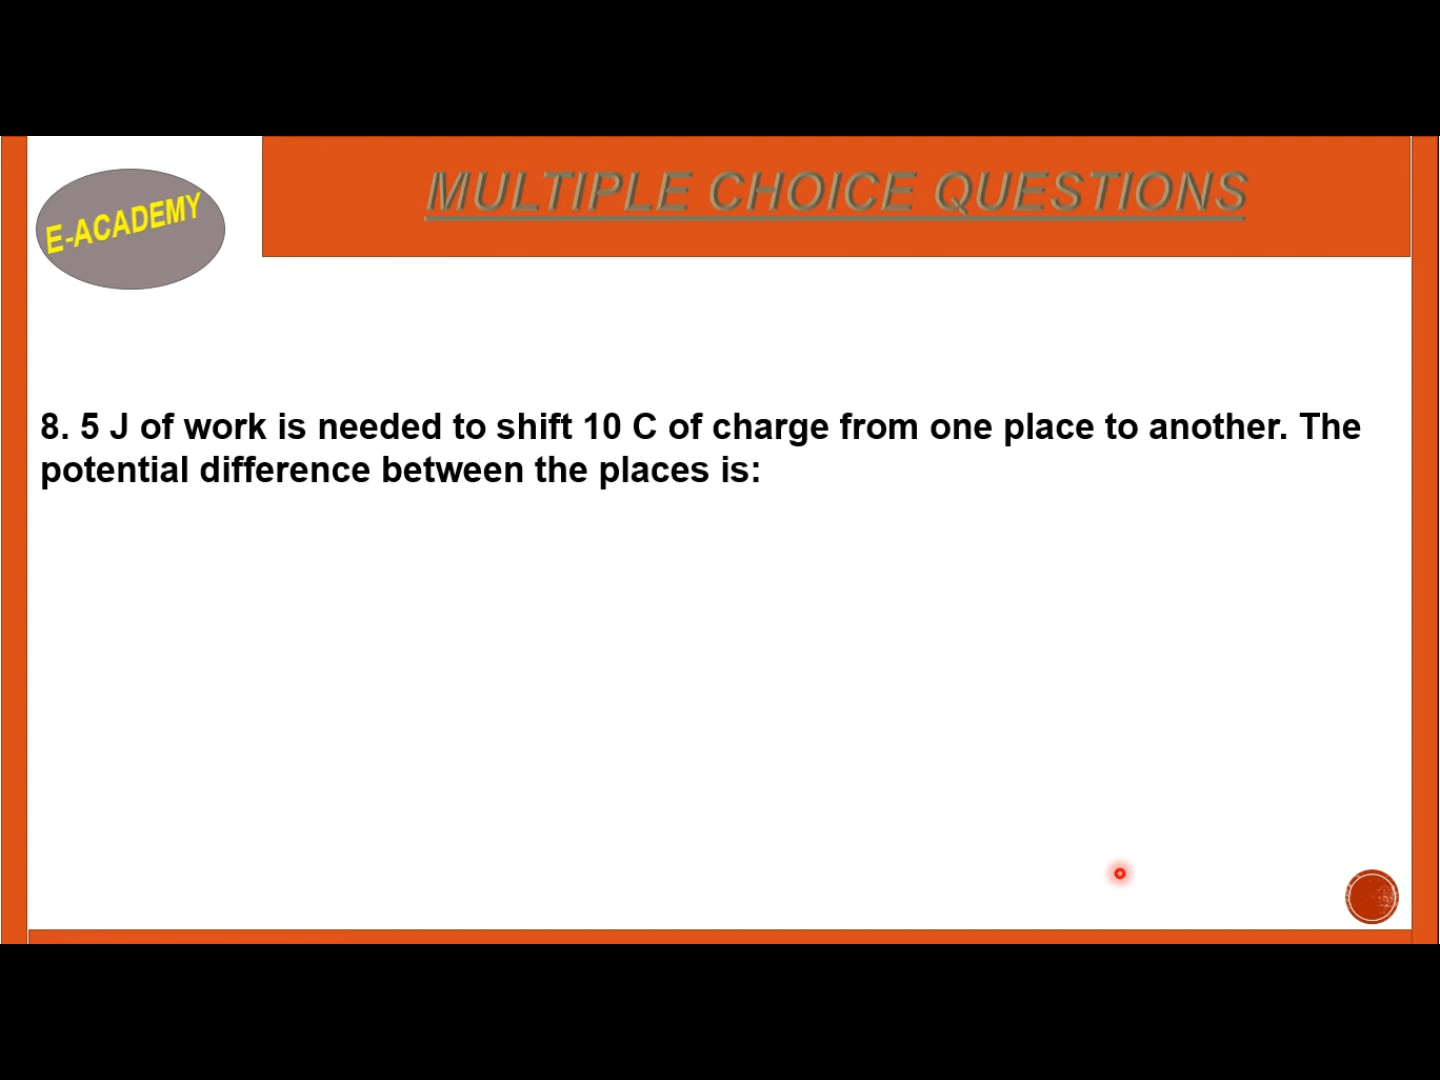 E-ACADEMY
MULTIPLE CHOICE QUESTIONS
8. 5 J of work is needed to shift 10 C of charge from one place to another. The
potential difference between the places is: